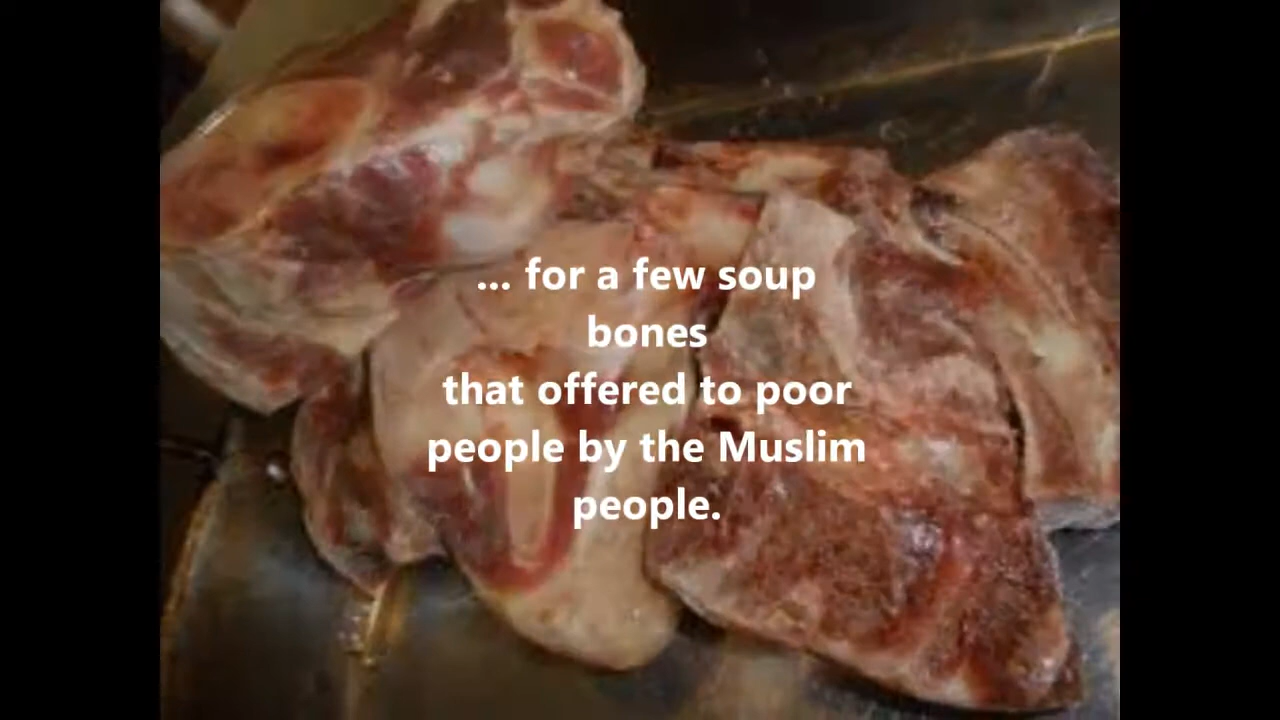 ... for a few soup
bones
that offered to poor
people by the Muslim
people.